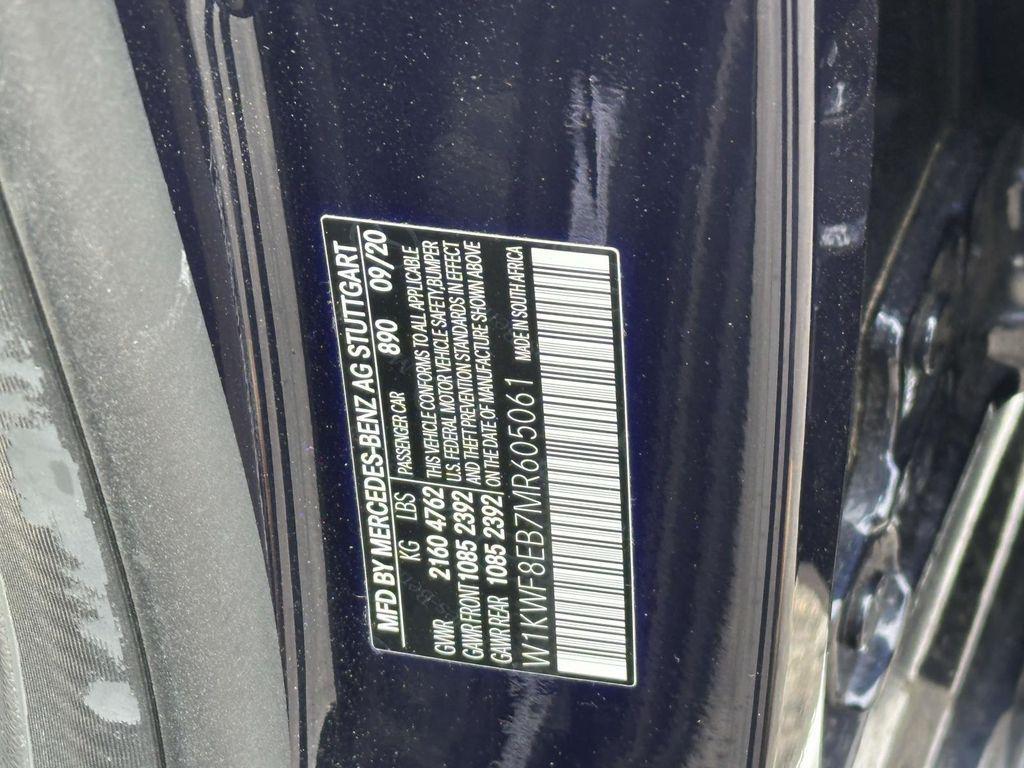 MFD BY MERCEDES-BENZ AG STUTTGART
KG LBS PASSENGER CAR 890 09/20
GVWR 2160 4762 THIS VEHICLE CONFORMS TO ALL APPLICABLE
U.S. FEDERAL MOTOR VEHICLE SAFETY,BUMPER
GAWR FRONT 1085 2392 AND THEFT PREVENTION STANDARDS IN EFFECT
GAWR REAR 1085 2392 ON THE DATE OF MANUFACTURE SHOWN ABOVE
W1KWF8EB7MR605061 MADE IN SOUTH AFRICA